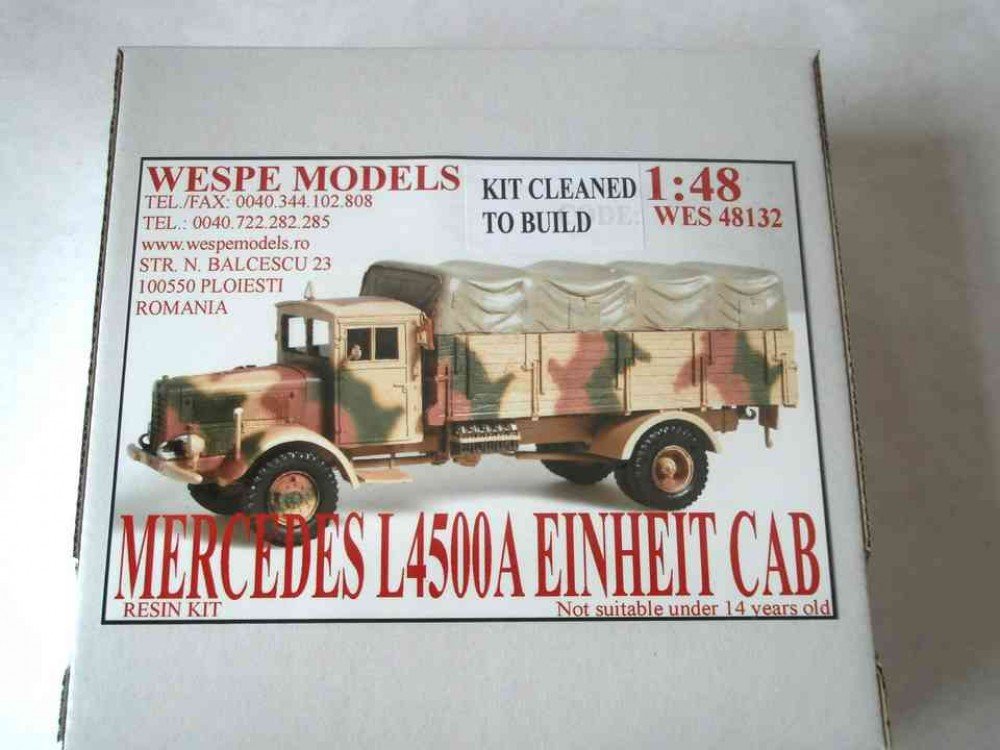 WESPE MODELS
TEL./FAX: 0040.344.102.808
TEL.: 0040.722.282.285
www.wespemodels.ro
STR. N. BALCESCU 23
100550 PLOIESTI
ROMANIA
KIT CLEANED
TO BUILD
1:48
CODE:
WES 48132
MERCEDES L4500A EINHEIT CAB
RESIN KIT
Not suitable under 14 years old